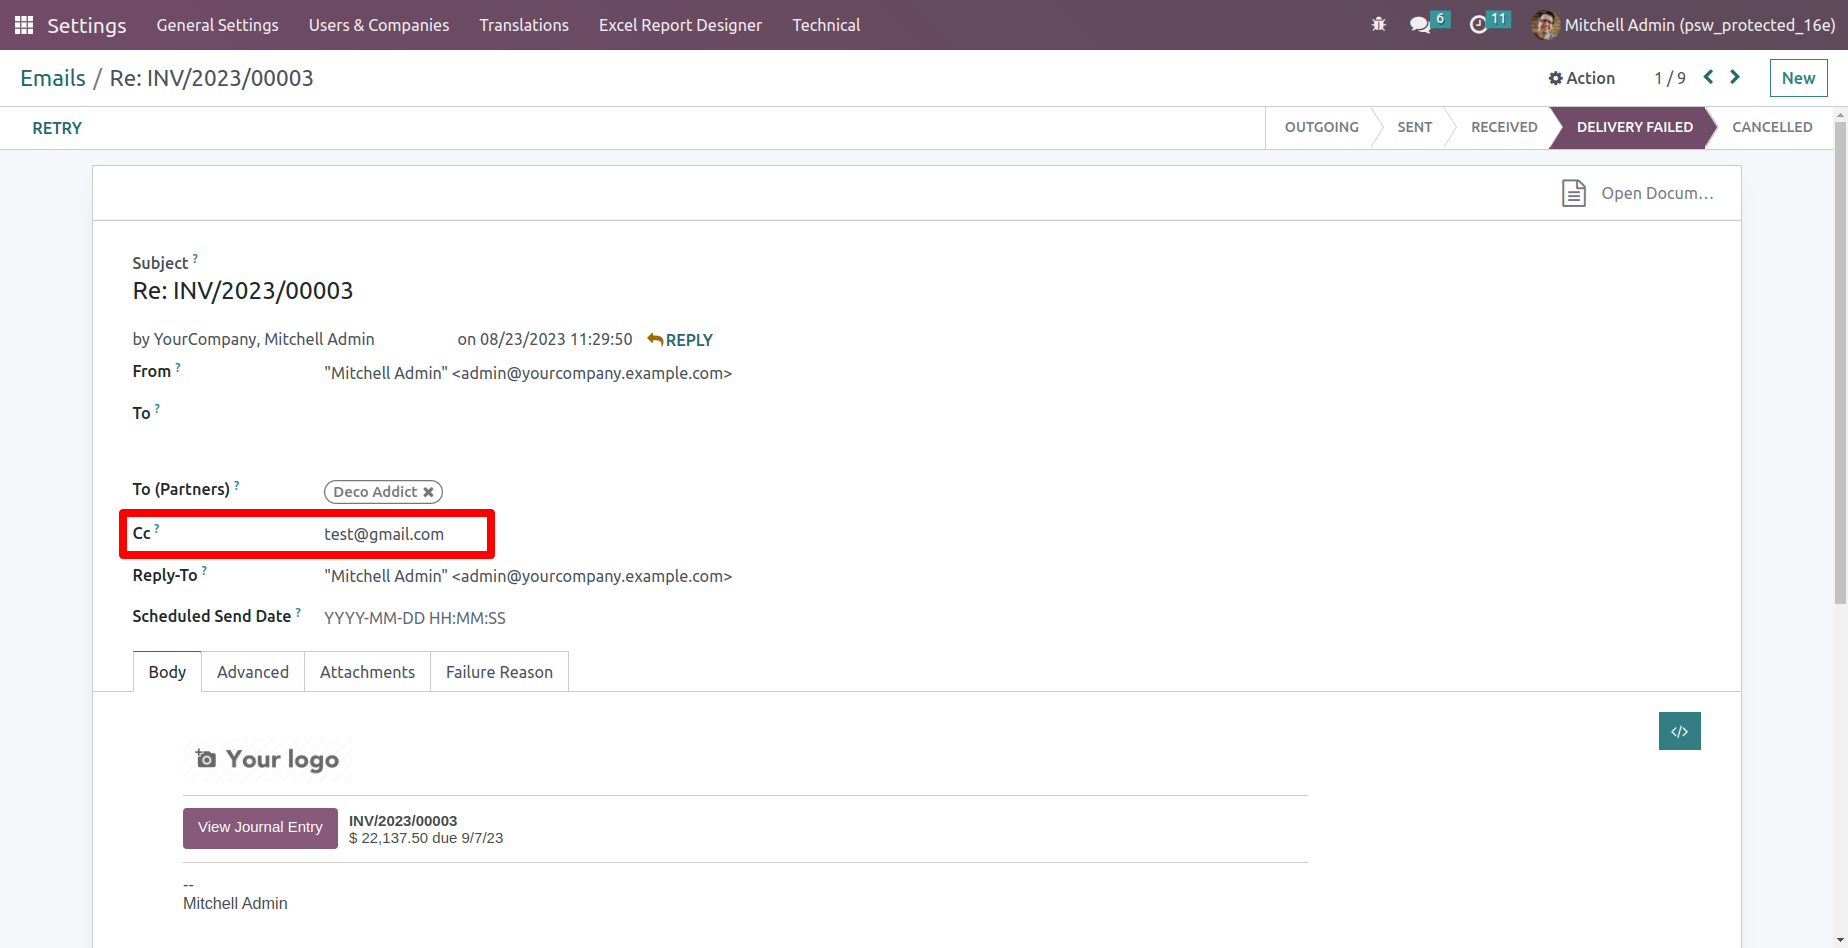 Settings General Settings Users & Companies Translations Excel Report Designer Technical 6 11 Mitchell Admin (psw_protected_16e)
Emails / Re: INV/2023/00003 Action 1 / 9 New
RETRY OUTGOING SENT RECEIVED DELIVERY FAILED CANCELLED
Open Docum...
Subject ?
Re: INV/2023/00003
by YourCompany, Mitchell Admin on 08/23/2023 11:29:50 REPLY
From ? "Mitchell Admin" <admin@yourcompany.example.com>
To ?
To (Partners) ? Deco Addict ✖
Cc ? test@gmail.com
Reply-To ? "Mitchell Admin" <admin@yourcompany.example.com>
Scheduled Send Date ? YYYY-MM-DD HH:MM:SS
Body Advanced Attachments Failure Reason
</>
Your logo
View Journal Entry
INV/2023/00003
$ 22,137.50 due 9/7/23
--
Mitchell Admin